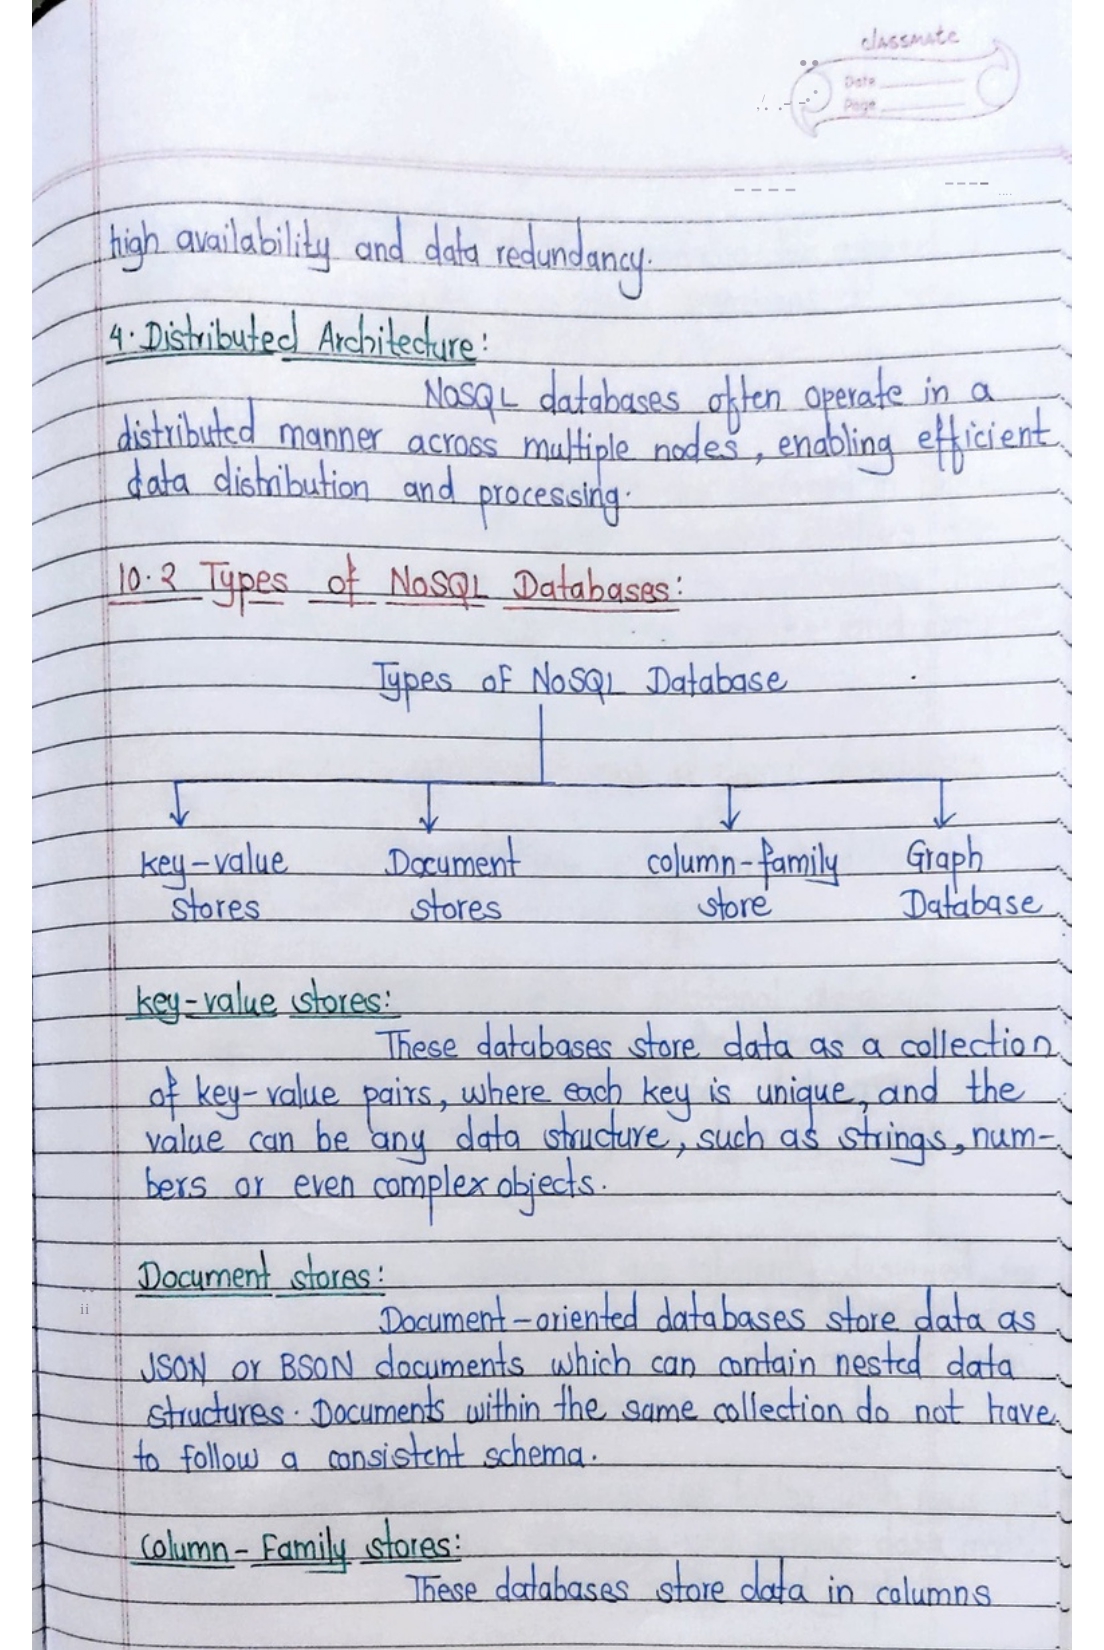 classmate
Date
Page
high availability and data redundancy.
4. Distributed Architecture:
NoSQL databases often operate in a
distributed manner across multiple nodes, enabling efficient
data distribution and processing.
10.2 Types of NoSQL Databases:
Types of NoSQL Database
key-value stores
Document stores
column-family store
Graph Database
key-value stores:
These databases store data as a collection
of key-value pairs, where each key is unique, and the
value can be any data structure, such as strings, num-
bers or even complex objects.
Document stores:
ii
Document-oriented databases store data as
JSON or BSON documents which can contain nested data
structures. Documents within the same collection do not have
to follow a consistent schema.
Column-Family stores:
These databases store data in columns